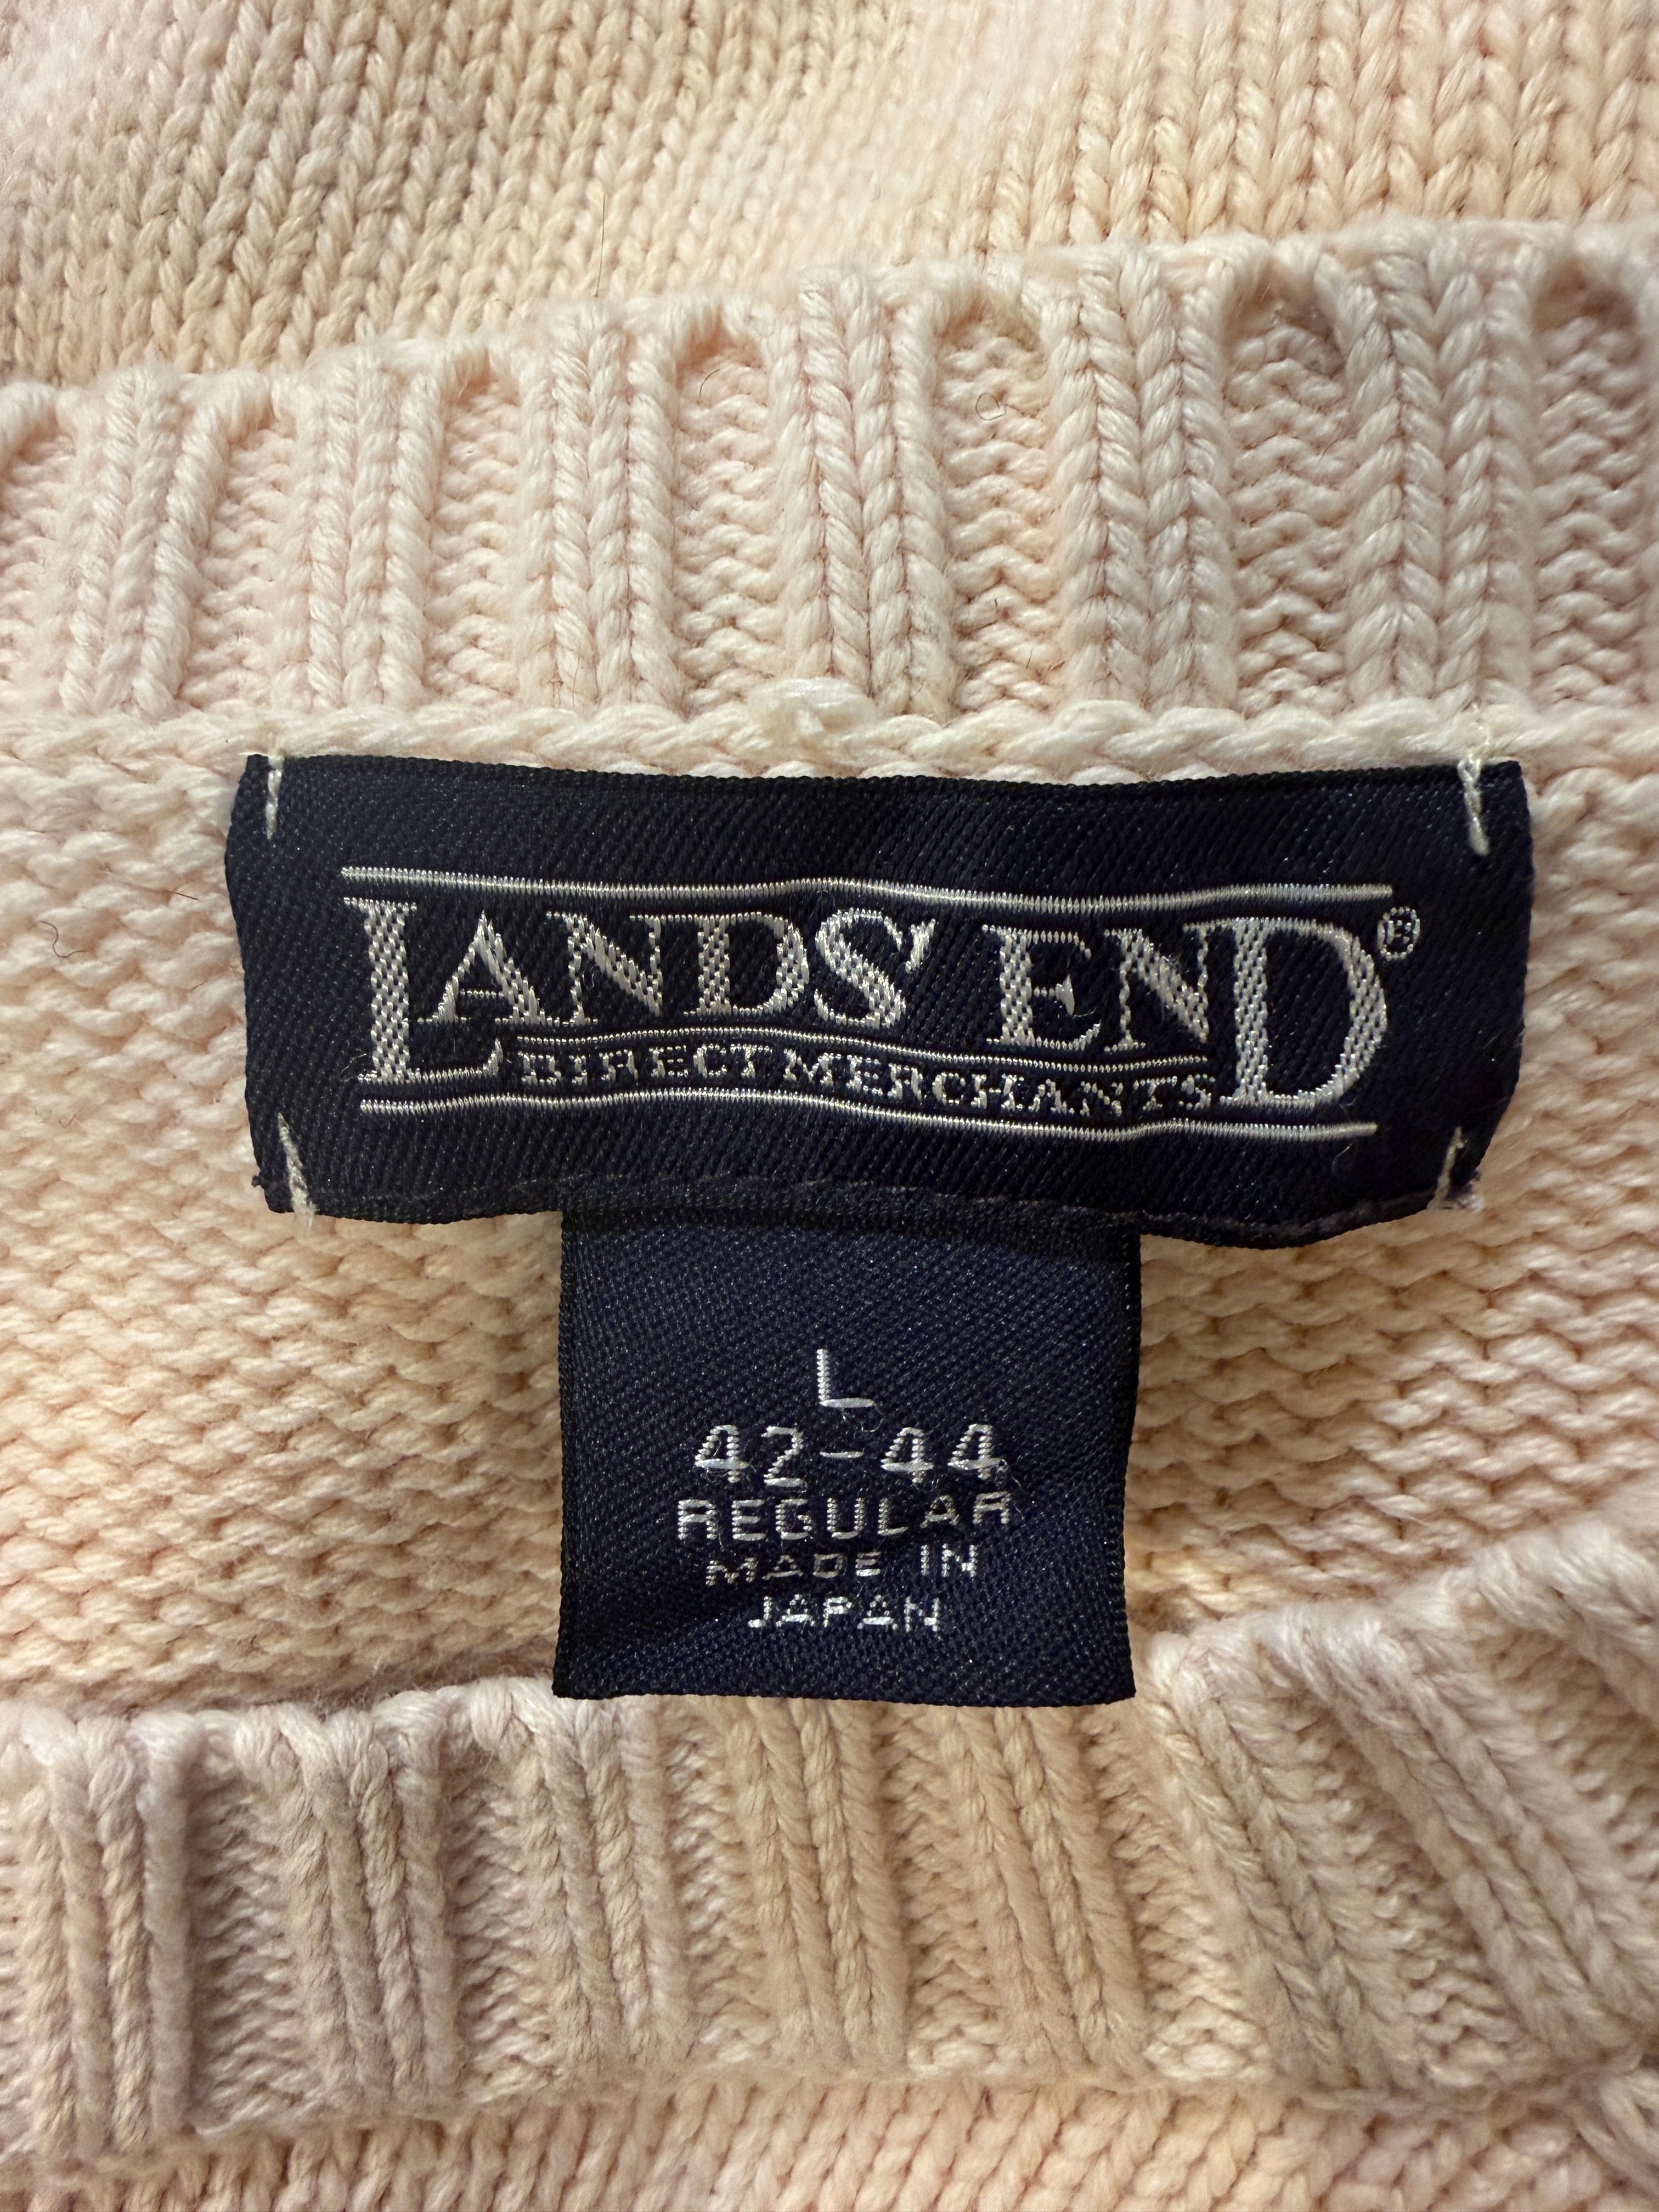 LANDS' END®
DIRECT MERCHANTS
L
42-44
REGULAR
MADE IN
JAPAN